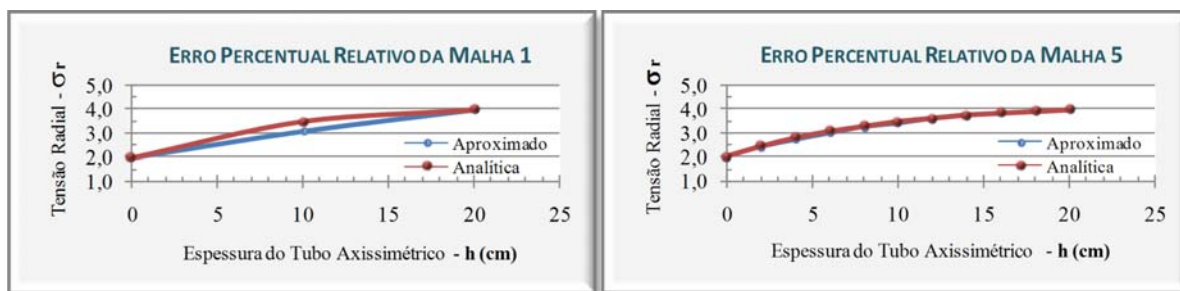 ERRO PERCENTUAL RELATIVO DA MALHA 1
Tensão Radial - σr
5,0
4,0
3,0
2,0
1,0
Aproximado
Analítica
0 5 10 15 20 25
Espessura do Tubo Axissimétrico - h (cm)
ERRO PERCENTUAL RELATIVO DA MALHA 5
Tensão Radial - σr
5,0
4,0
3,0
2,0
1,0
Aproximado
Analítica
0 5 10 15 20 25
Espessura do Tubo Axissimétrico - h (cm)